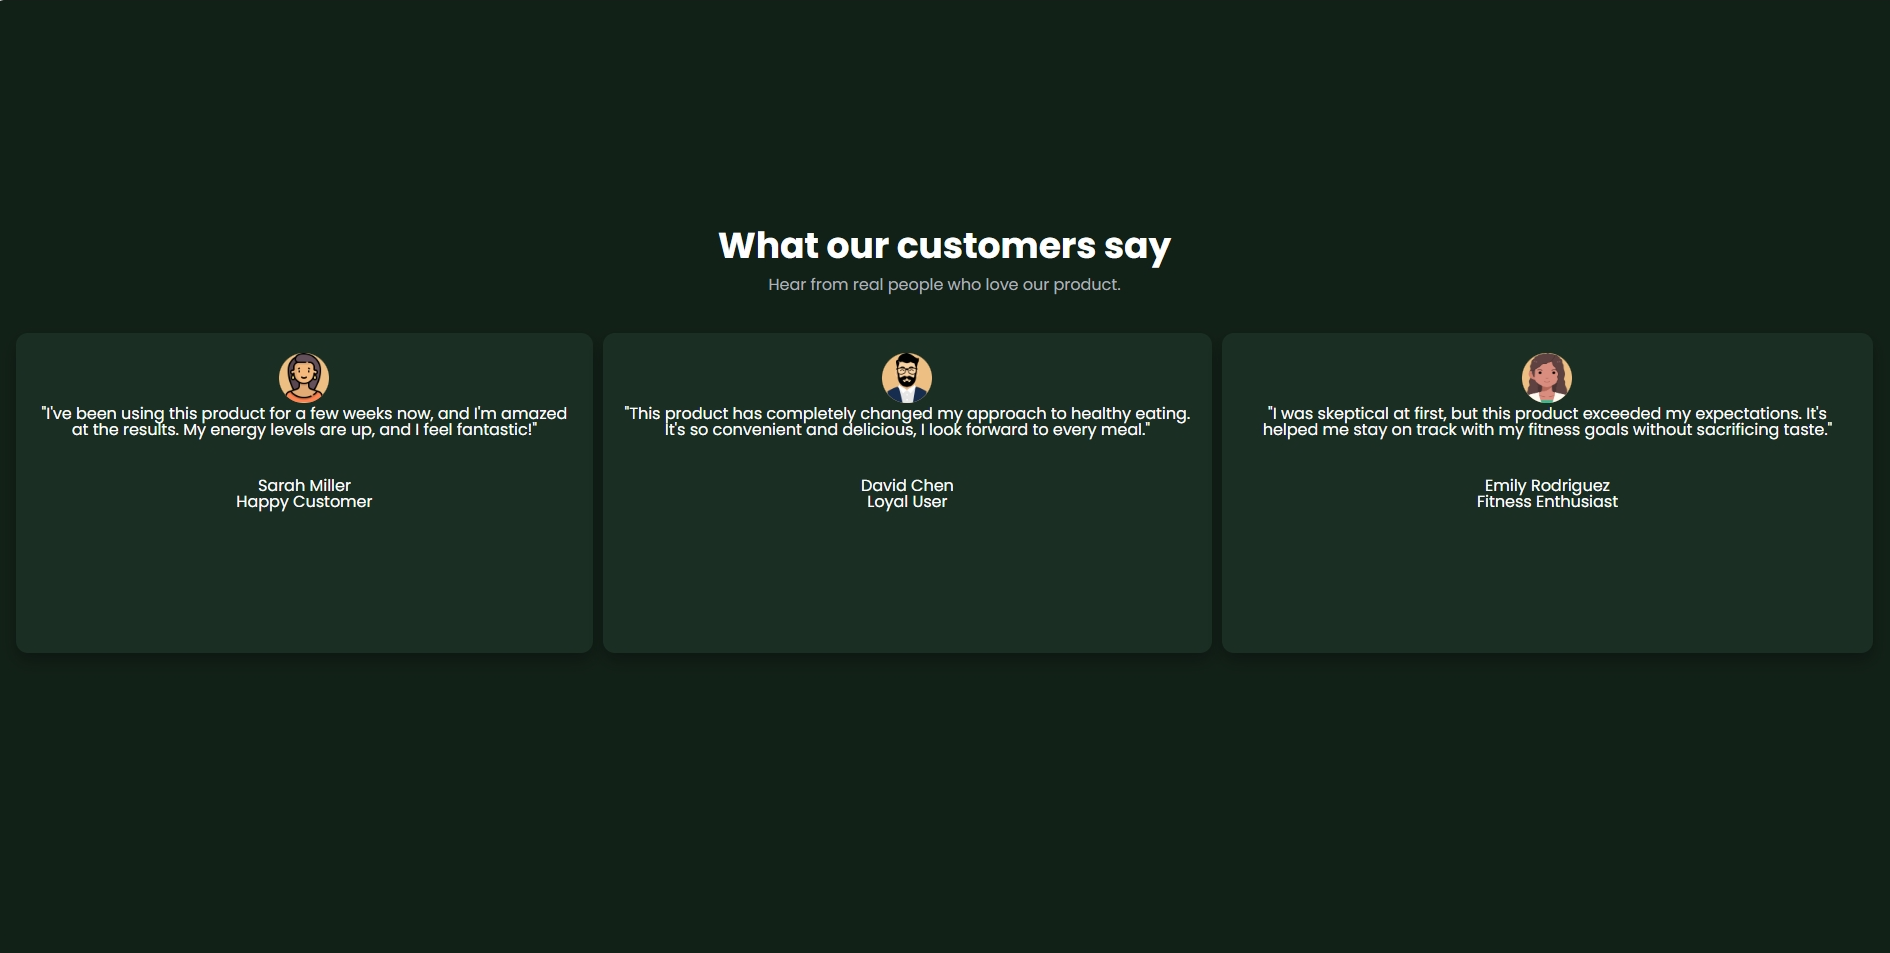 What our customers say
Hear from real people who love our product.
"I've been using this product for a few weeks now, and I'm amazed
at the results. My energy levels are up, and I feel fantastic!"
Sarah Miller
Happy Customer
"This product has completely changed my approach to healthy eating.
It's so convenient and delicious, I look forward to every meal."
David Chen
Loyal User
"I was skeptical at first, but this product exceeded my expectations. It's
helped me stay on track with my fitness goals without sacrificing taste."
Emily Rodriguez
Fitness Enthusiast